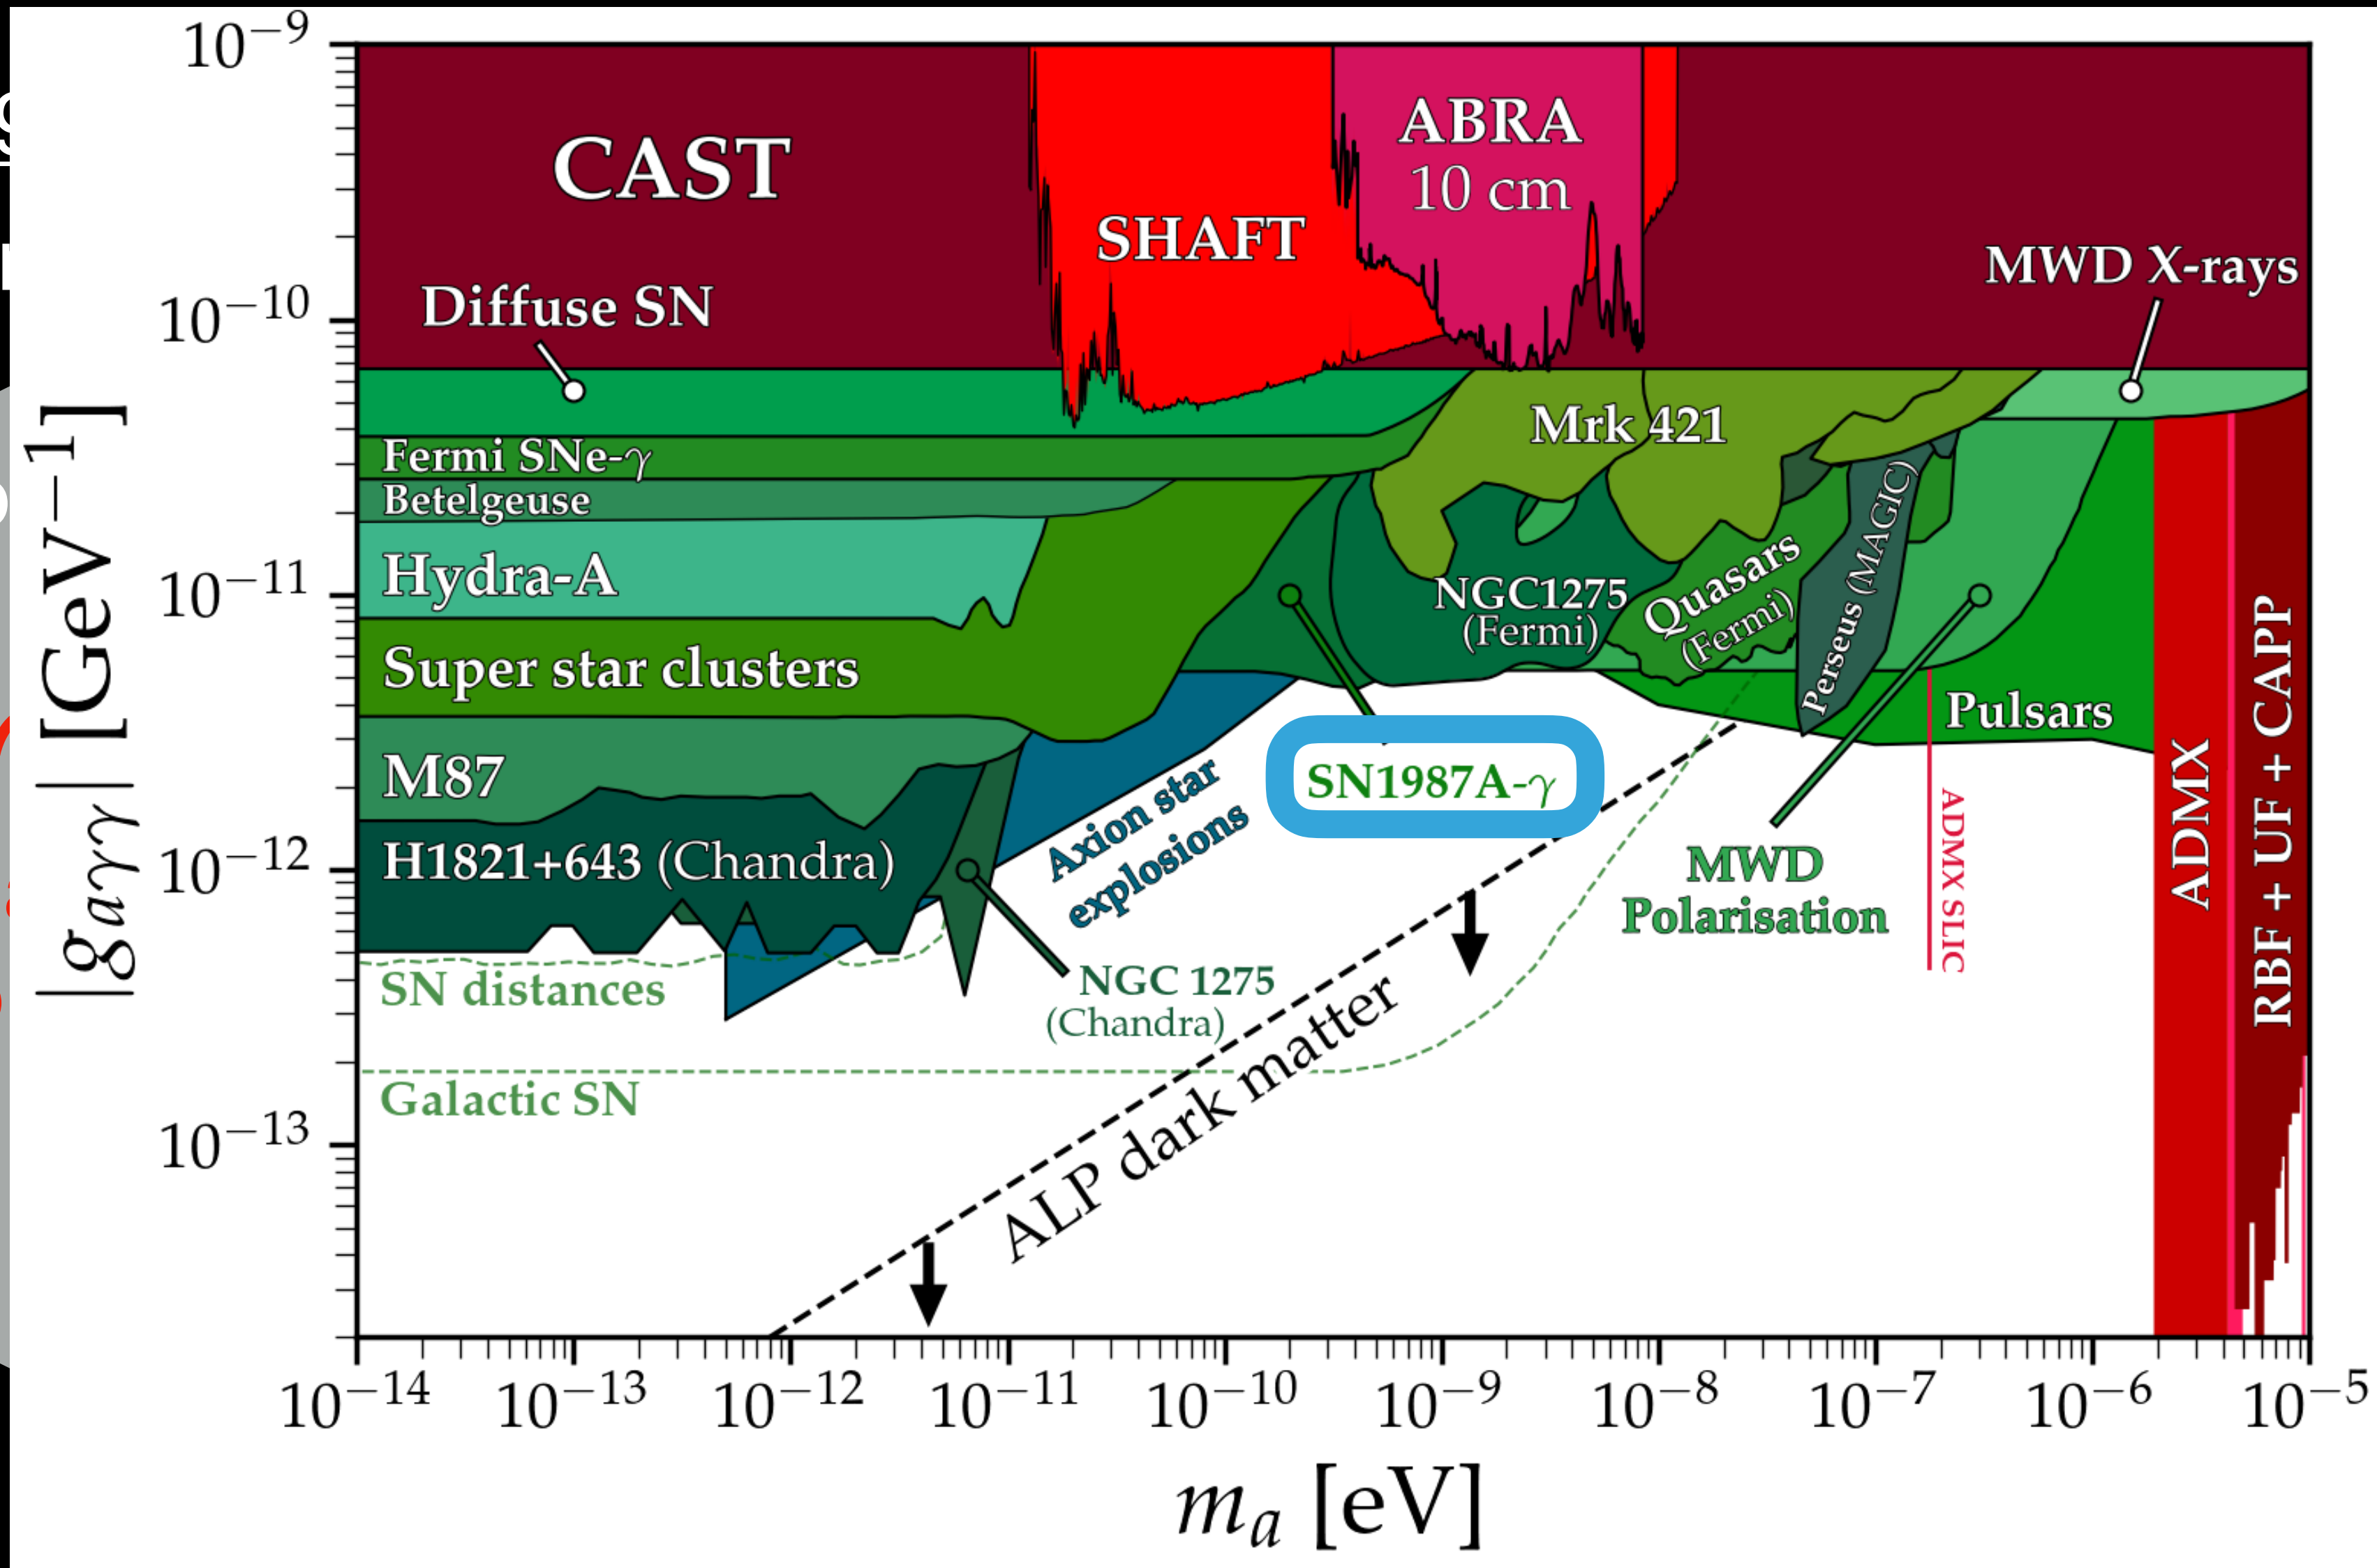 10⁻⁹
10⁻¹⁰
10⁻¹¹
10⁻¹²
10⁻¹³
|gₐγγ| [GeV⁻¹]
CAST
SHAFT
ABRA
10 cm
MWD X-rays
Diffuse SN
Fermi SNe-γ
Betelgeuse
Mrk 421
Hydra-A
NGC1275
(Fermi)
Quasars
(Fermi)
Perseus (MAGIC)
Super star clusters
Pulsars
M87
SN1987A-γ
Axion star
explosions
H1821+643 (Chandra)
MWD
Polarisation
ADMX SLIC
ADMX
RBF + UF + CAPP
SN distances
NGC 1275
(Chandra)
Galactic SN
ALP dark matter
10⁻¹⁴ 10⁻¹³ 10⁻¹² 10⁻¹¹ 10⁻¹⁰ 10⁻⁹ 10⁻⁸ 10⁻⁷ 10⁻⁶ 10⁻⁵
mₐ [eV]